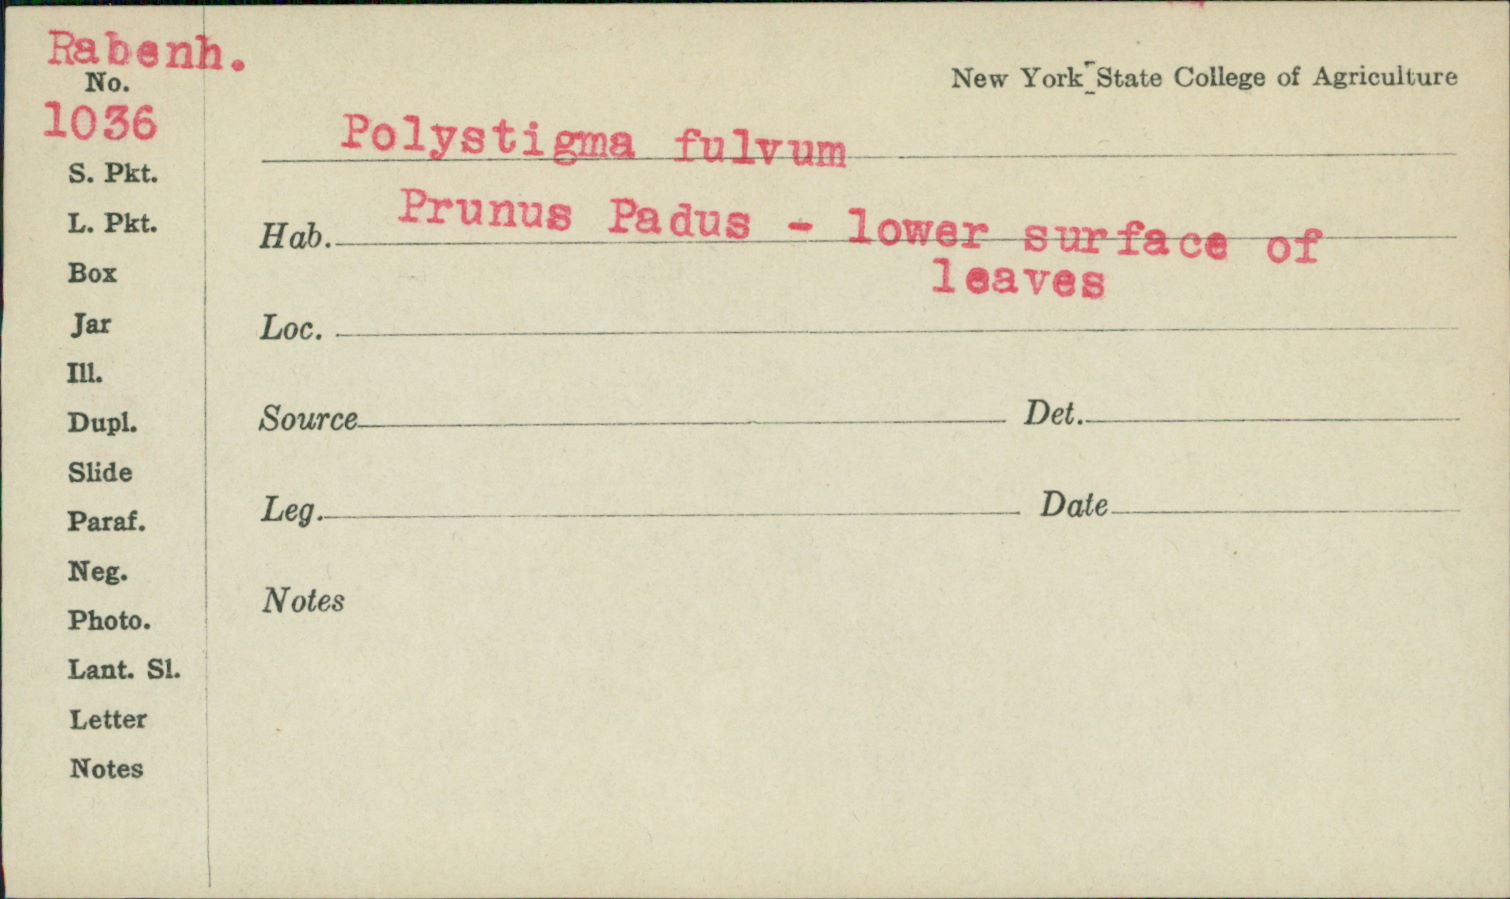 Rabenh.
No.
1036
New York State College of Agriculture
Polystigma fulvum
Hab. Prunus Padus - lower surface of
leaves
Loc.
Source Det.
Leg. Date
Notes
S. Pkt.
L. Pkt.
Box
Jar
Ill.
Dupl.
Slide
Paraf.
Neg.
Photo.
Lant. Sl.
Letter
Notes